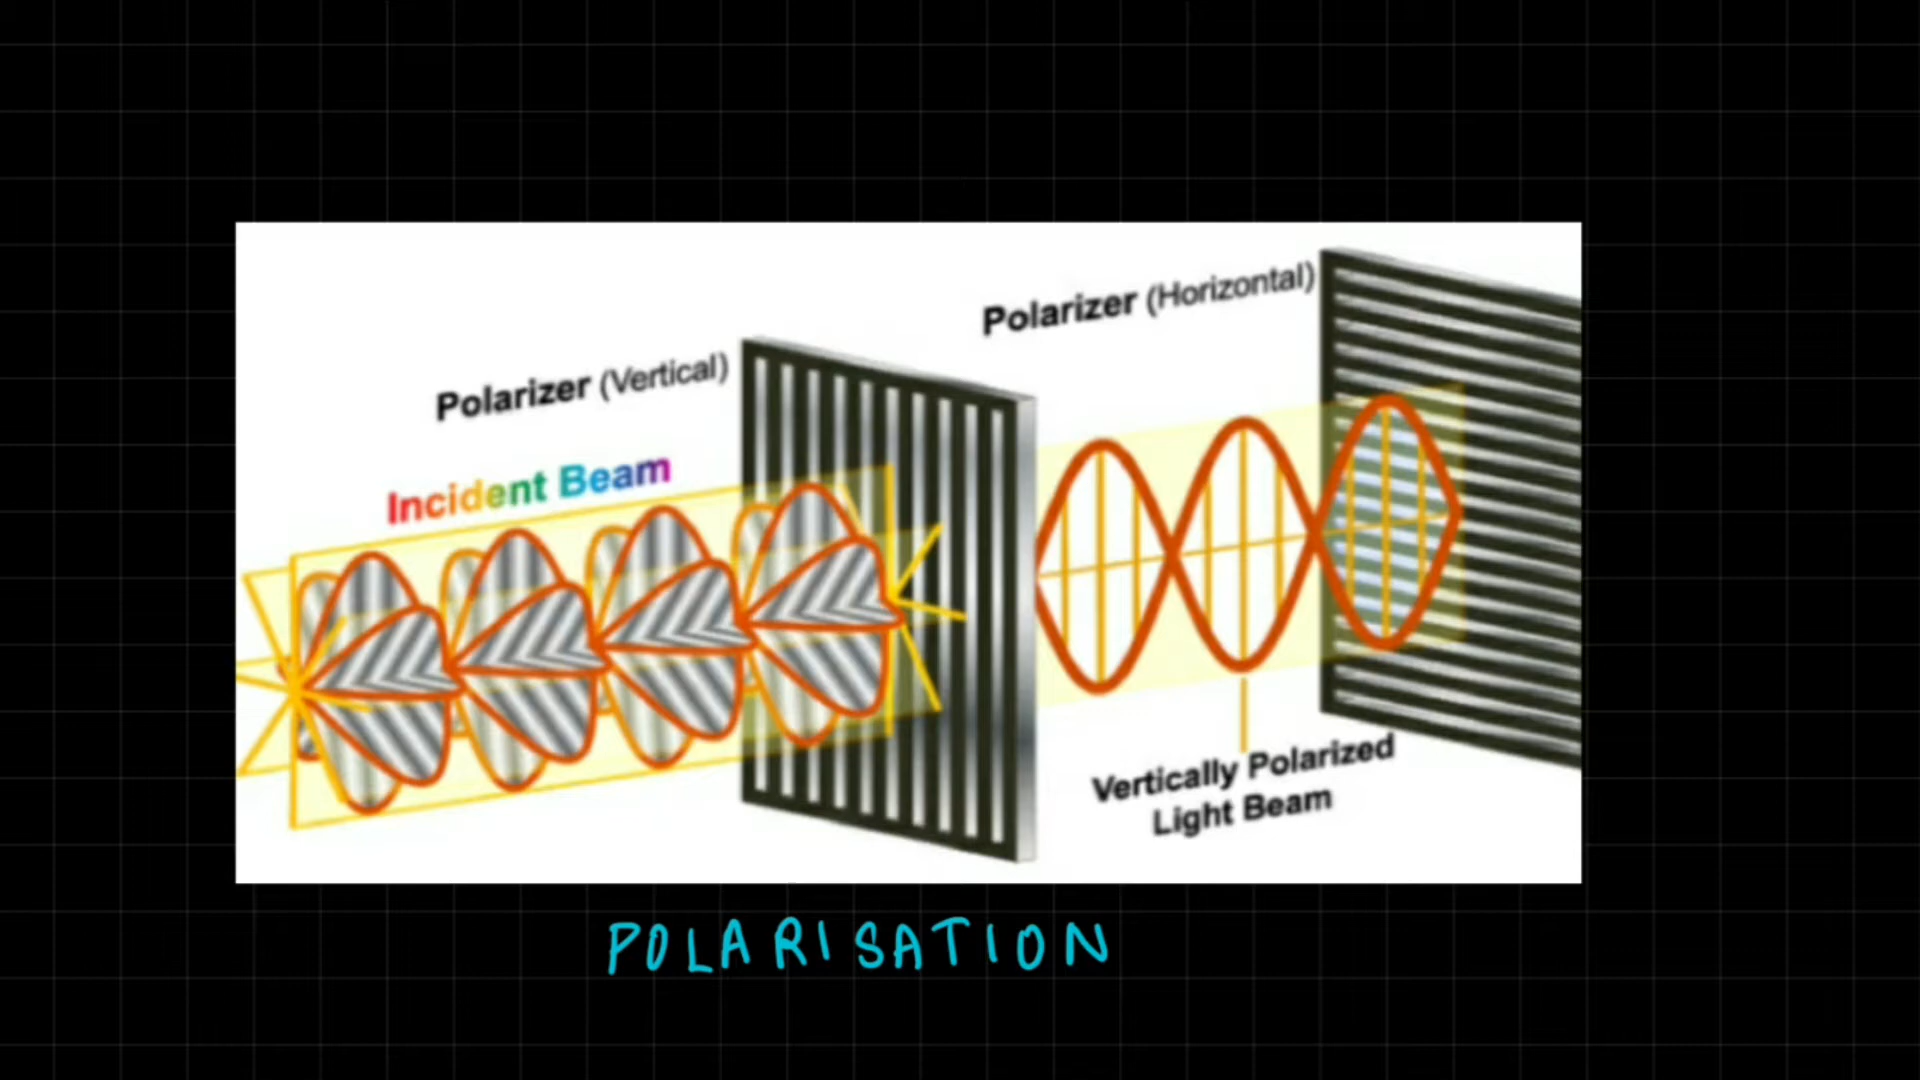 Polarizer (Horizontal)
Polarizer (Vertical)
Incident Beam
Vertically Polarized
Light Beam
POLARISATION